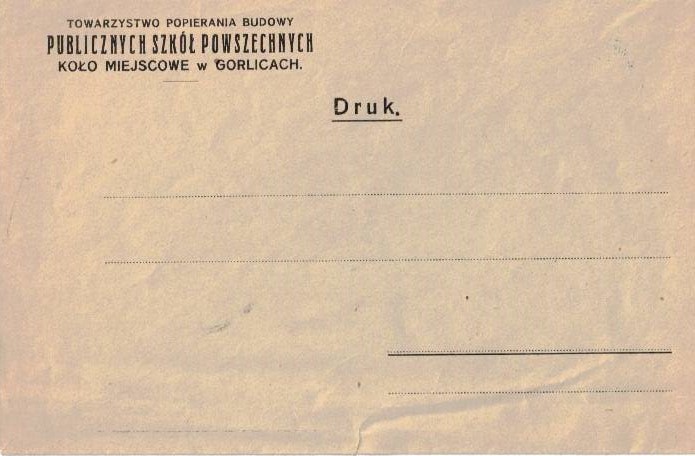 TOWARZYSTWO POPIERANIA BUDOWY
PUBLICZNYCH SZKÓŁ POWSZECHNYCH
KOŁO MIEJSCOWE w GORLICACH.
Druk.